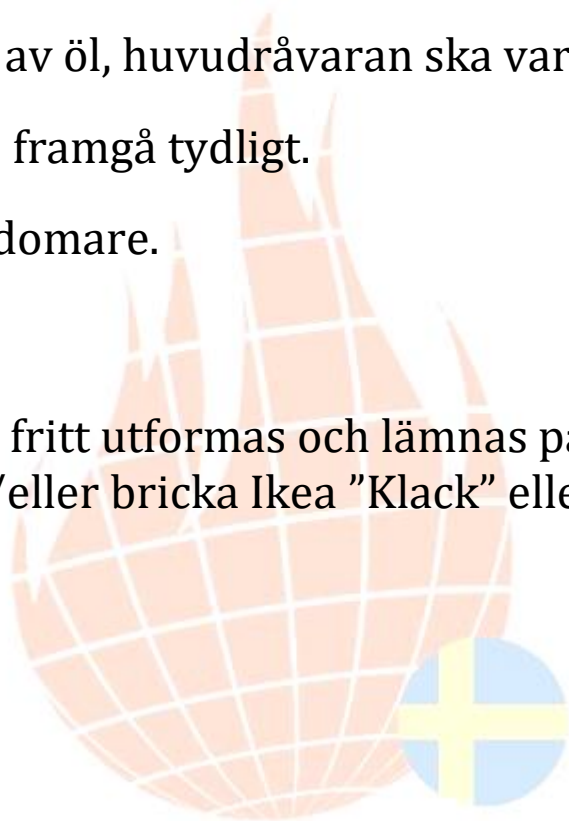 av öl, huvudråvaran ska var
framgå tydligt.
domare.
fritt utformas och lämnas på
/eller bricka Ikea ”Klack” elle